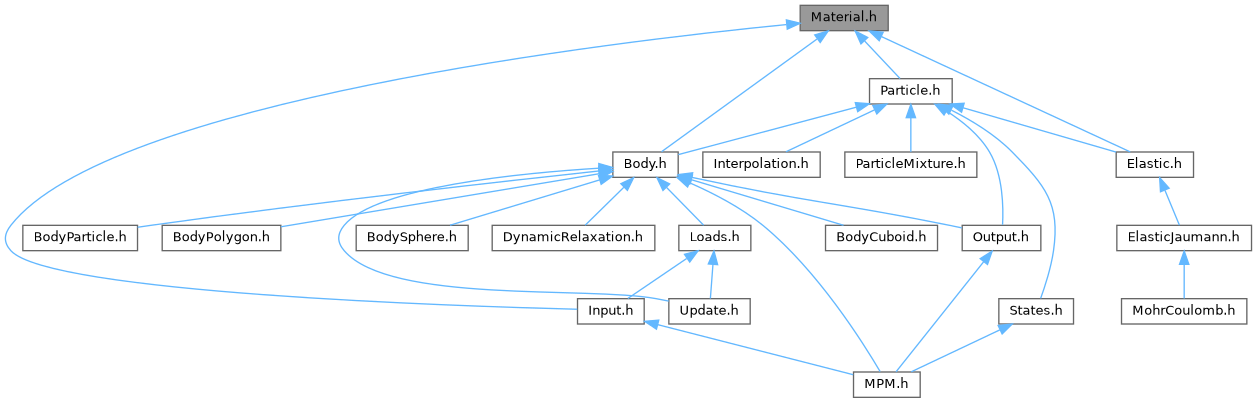 Material.h
Particle.h
Body.h
Interpolation.h
ParticleMixture.h
Elastic.h
BodyParticle.h
BodyPolygon.h
BodySphere.h
DynamicRelaxation.h
Loads.h
BodyCuboid.h
Output.h
ElasticJaumann.h
Input.h
Update.h
States.h
MohrCoulomb.h
MPM.h